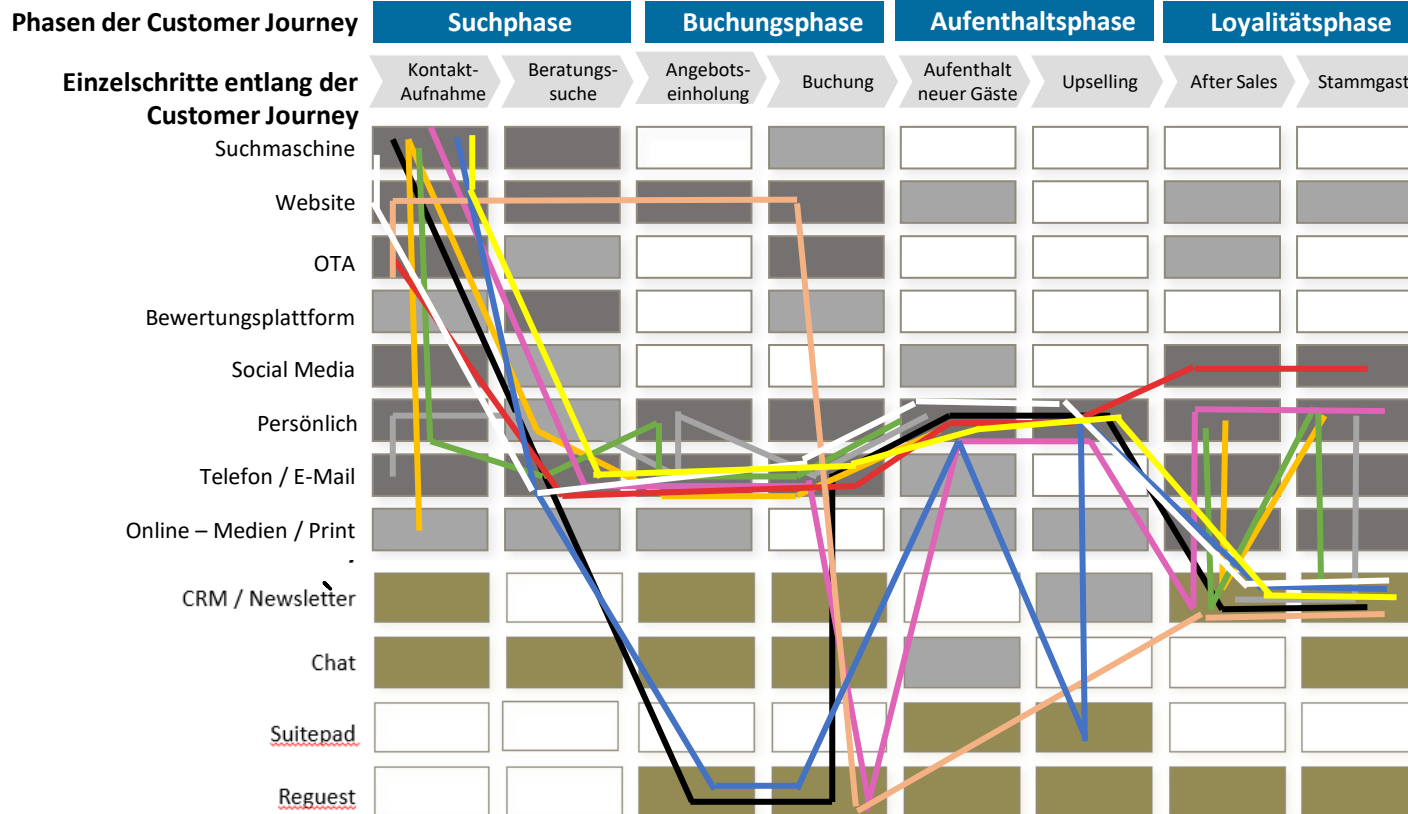 Phasen der Customer Journey
Suchphase
Buchungsphase
Aufenthaltsphase
Loyalitätsphase
Einzelschritte entlang der
Customer Journey
Kontakt-
Aufnahme
Beratungs-
suche
Angebots-
einholung
Buchung
Aufenthalt
neuer Gäste
Upselling
After Sales
Stammgast
Suchmaschine
Website
OTA
Bewertungsplattform
Social Media
Persönlich
Telefon / E-Mail
Online – Medien / Print
CRM / Newsletter
Chat
Suitepad
Reguest